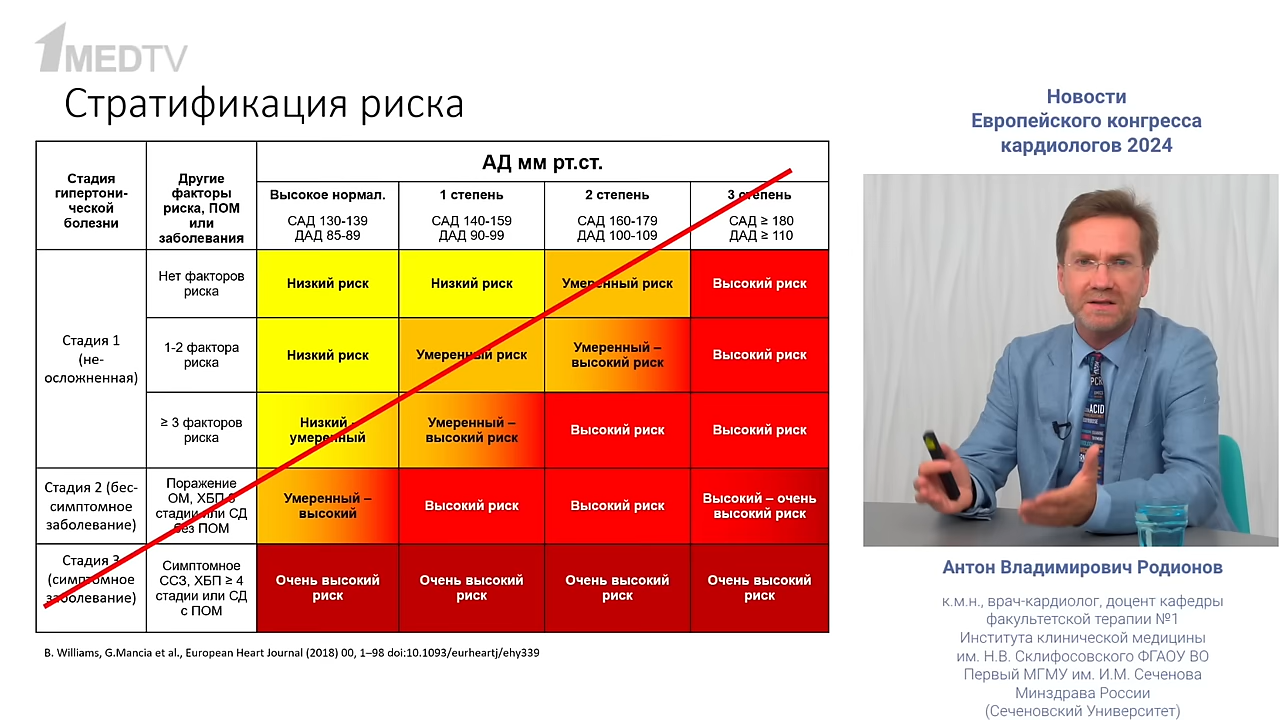 1MEDTV
Стратификация риска
Стадия
гипертони-
ческой
болезни
Другие
факторы
риска, ПОМ
или
заболевания
АД мм рт.ст.
Высокое нормал.
САД 130-139
ДАД 85-89
1 степень
САД 140-159
ДАД 90-99
2 степень
САД 160-179
ДАД 100-109
3 степень
САД ≥ 180
ДАД ≥ 110
Стадия 1
(не-
осложненная)
Нет факторов
риска
Низкий риск
Низкий риск
Умеренный риск
Высокий риск
1-2 фактора
риска
Низкий риск
Умеренный риск
Умеренный –
высокий риск
Высокий риск
≥ 3 факторов
риска
Низкий -
умеренный
Умеренный –
высокий риск
Высокий риск
Высокий риск
Стадия 2 (бес-
симптомное
заболевание)
Поражение
ОМ, ХБП 3
стадии или СД
без ПОМ
Умеренный –
высокий
Высокий риск
Высокий риск
Высокий – очень
высокий риск
Стадия 3
(симптомное
заболевание)
Симптомное
ССЗ, ХБП ≥ 4
стадии или СД
с ПОМ
Очень высокий
риск
Очень высокий
риск
Очень высокий
риск
Очень высокий
риск
B. Williams, G.Mancia et al., European Heart Journal (2018) 00, 1–98 doi:10.1093/eurheartj/ehy339
Новости
Европейского конгресса
кардиологов 2024
PCR
ACID
Антон Владимирович Родионов
к.м.н., врач-кардиолог, доцент кафедры
факультетской терапии №1
Института клинической медицины
им. Н.В. Склифосовского ФГАОУ ВО
Первый МГМУ им. И.М. Сеченова
Минздрава России
(Сеченовский Университет)